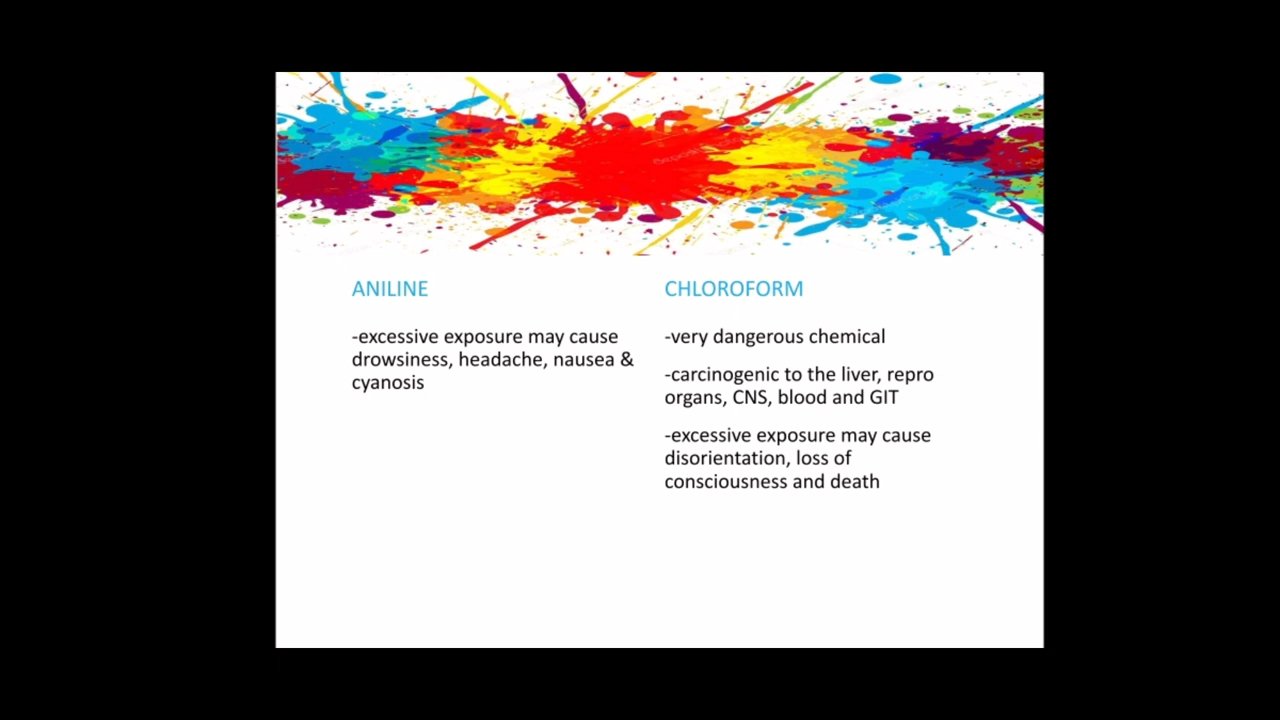 ANILINE
-excessive exposure may cause
drowsiness, headache, nausea &
cyanosis
CHLOROFORM
-very dangerous chemical
-carcinogenic to the liver, repro
organs, CNS, blood and GIT
-excessive exposure may cause
disorientation, loss of
consciousness and death